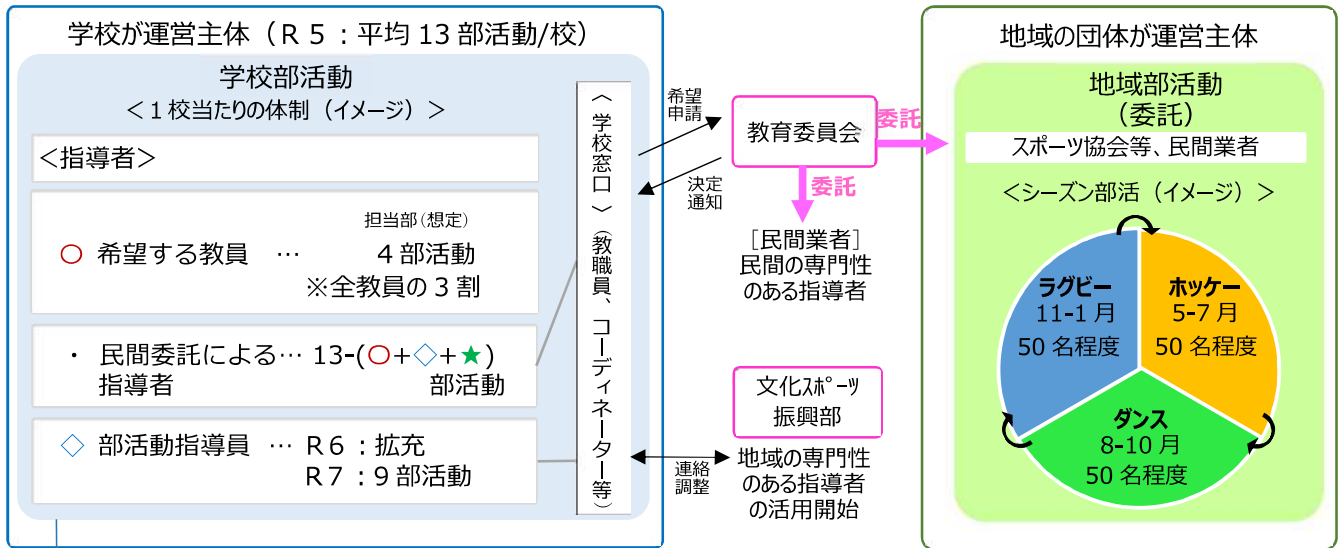 学校が運営主体（Ｒ５：平均13部活動/校）
学校部活動
＜１校当たりの体制（イメージ）＞
＜指導者＞
担当部（想定）
〇 希望する教員 … ４部活動
※全教員の３割
・ 民間委託による… 13-(〇+◇+★)
指導者 部活動
◇ 部活動指導員 … Ｒ６：拡充
Ｒ７：９部活動
〈学校窓口〉（教職員、コーディネーター等）
希望
申請
決定
通知
連絡
調整
教育委員会
委託
委託
［民間業者］
民間の専門性
のある指導者
文化ｽﾎﾟｰﾂ
振興部
地域の専門性
のある指導者
の活用開始
地域の団体が運営主体
地域部活動
（委託）
スポーツ協会等、民間業者
＜シーズン部活（イメージ）＞
ラグビー
11-1月
50名程度
ホッケー
5-7月
50名程度
ダンス
8-10月
50名程度